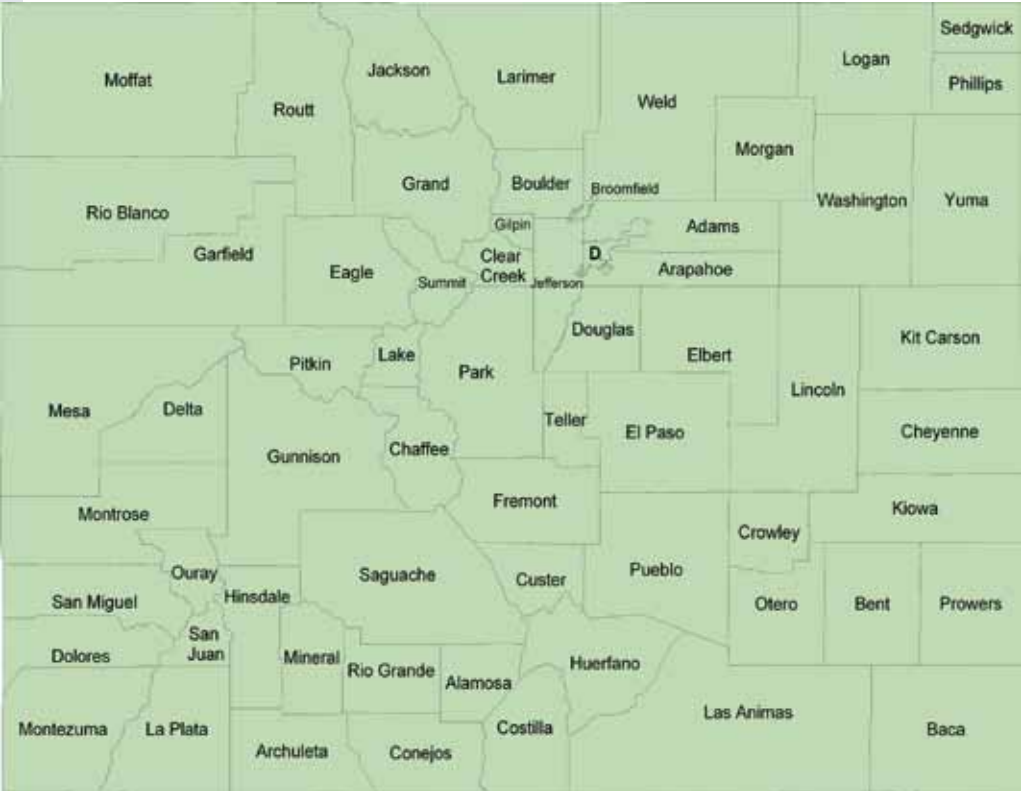 Sedgwick
Logan
Jackson
Larimer
Moffat
Phillips
Weld
Routt
Morgan
Grand
Boulder
Broomfield
Washington
Yuma
Rio Blanco
Gilpin
Adams
Garfield
Clear
Creek
D
Arapahoe
Eagle
Summit
Jefferson
Douglas
Kit Carson
Lake
Elbert
Pitkin
Park
Lincoln
Mesa
Delta
Teller
El Paso
Cheyenne
Chaffee
Gunnison
Fremont
Kiowa
Montrose
Crowley
Ouray
Saguache
Custer
Pueblo
Hinsdale
San Miguel
Otero
Bent
Prowers
San
Juan
Dolores
Mineral
Rio Grande
Huerfano
Alamosa
Las Animas
Montezuma
La Plata
Costilla
Baca
Archuleta
Conejos